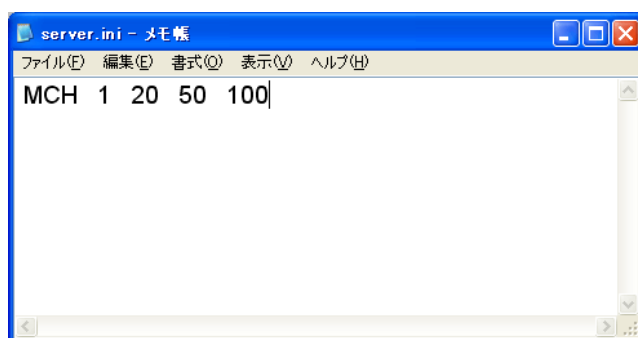 server.ini - メモ帳
ファイル(F) 編集(E) 書式(O) 表示(V) ヘルプ(H)
MCH 1 20 50 100